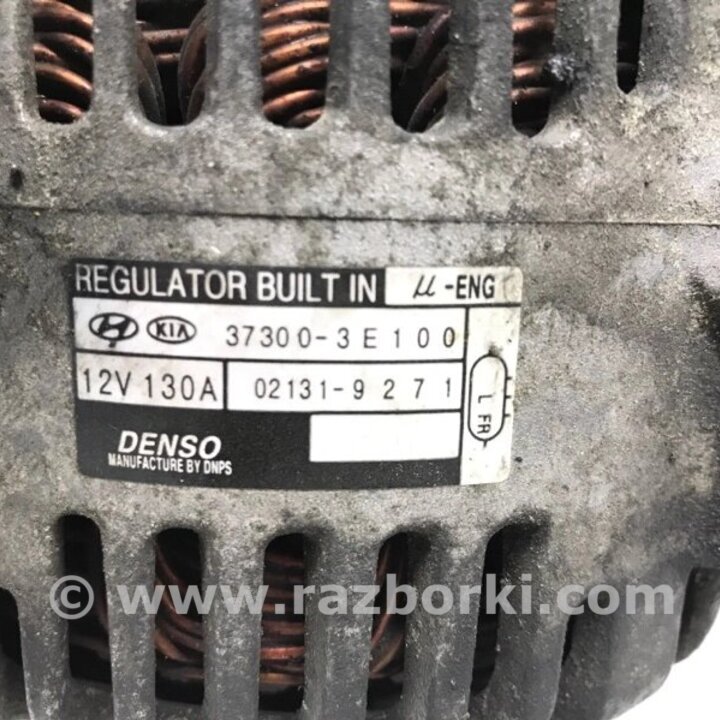 REGULATOR BUILT IN μ-ENG
KIA 37300-3E100
12V 130A 02131-9271
L FR
DENSO
MANUFACTURE BY DNPS
© www.razborki.com